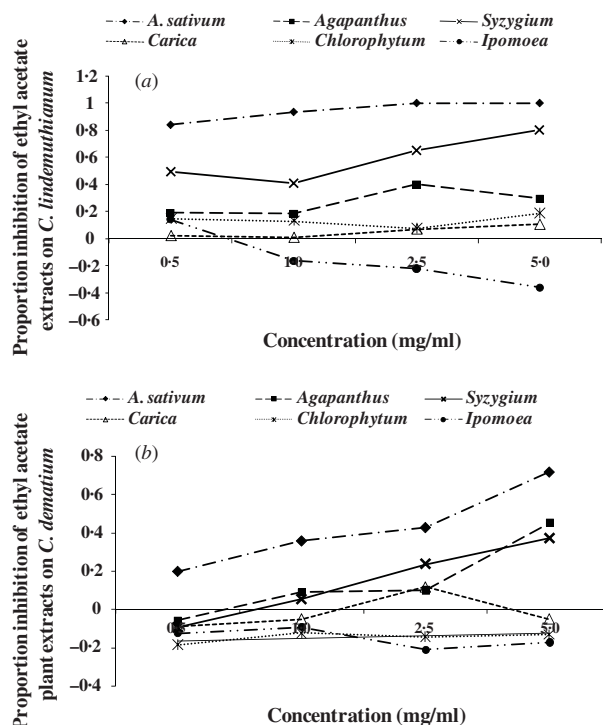 A. sativum Agapanthus Syzygium
Carica Chlorophytum Ipomoea
(a)
1·2
1
0·8
0·6
0·4
0·2
0
−0·2
−0·4
−0·6
0·5 1·0 2·5 5·0
Proportion inhibition of ethyl acetate
extracts on C. lindemuthianum
Concentration (mg/ml)
A. sativum Agapanthus Syzygium
Carica Chlorophytum Ipomoea
(b)
0·8
0·6
0·4
0·2
0
−0·2
−0·4
0·5 1·0 2·5 5·0
Proportion inhibition of ethyl acetate
plant extracts on C. dematium
Concentration (mg/ml)